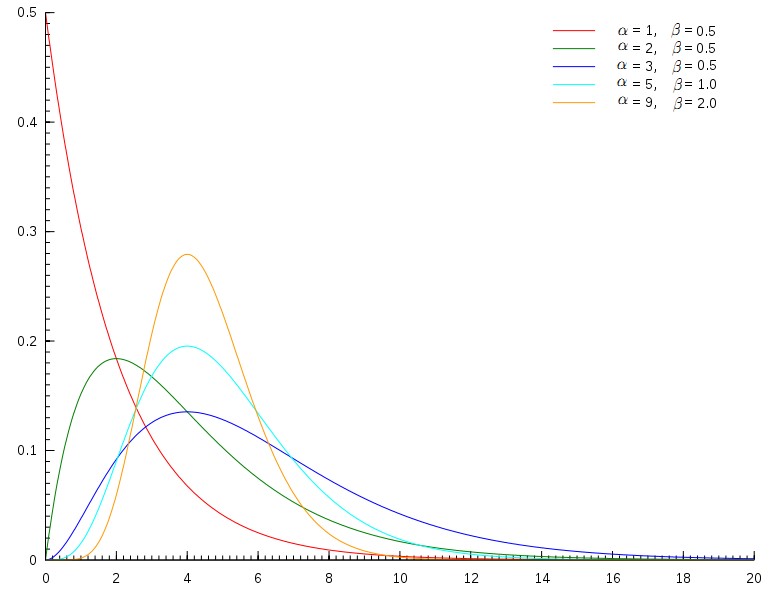 0.5
α = 1, β = 0.5
α = 2, β = 0.5
α = 3, β = 0.5
α = 5, β = 1.0
α = 9, β = 2.0
0.4
0.3
0.2
0.1
0
0 2 4 6 8 10 12 14 16 18 20